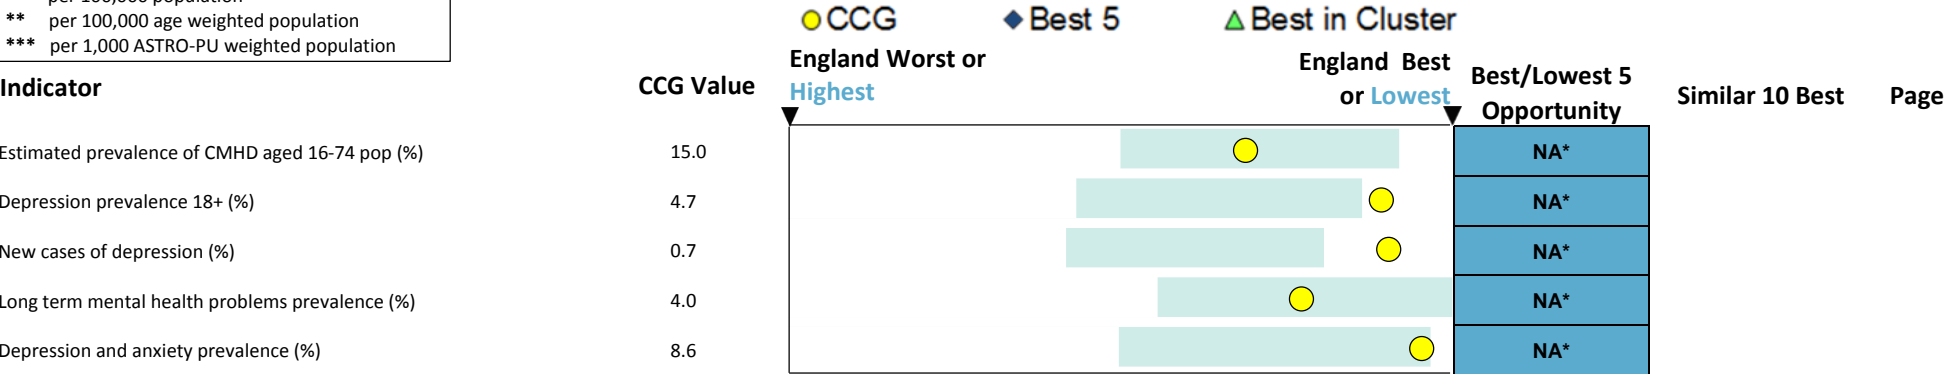 per 100,000 population
** per 100,000 age weighted population
*** per 1,000 ASTRO-PU weighted population
CCG Best 5 Best in Cluster
Indicator
CCG Value
England Worst or
Highest
England Best
or Lowest
Best/Lowest 5
Opportunity
Similar 10 Best
Page
Estimated prevalence of CMHD aged 16-74 pop (%) 15.0 NA*
Depression prevalence 18+ (%) 4.7 NA*
New cases of depression (%) 0.7 NA*
Long term mental health problems prevalence (%) 4.0 NA*
Depression and anxiety prevalence (%) 8.6 NA*